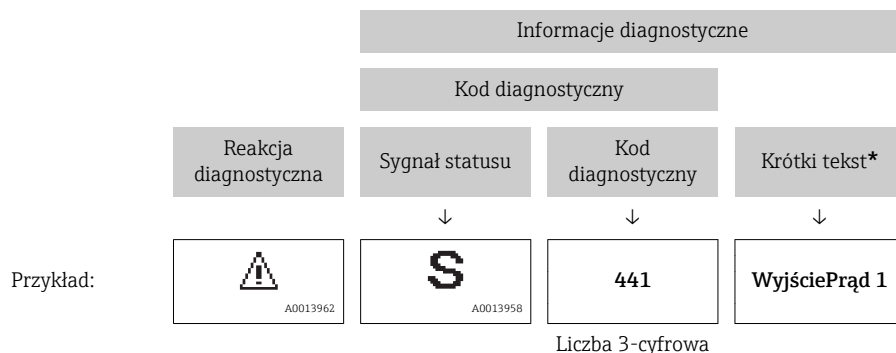 Informacje diagnostyczne
Kod diagnostyczny
Reakcja
diagnostyczna
Sygnał statusu
Kod
diagnostyczny
Krótki tekst*
↓ ↓ ↓
Przykład:
A0013962
S
A0013958
441
WyjściePrąd 1
Liczba 3-cyfrowa